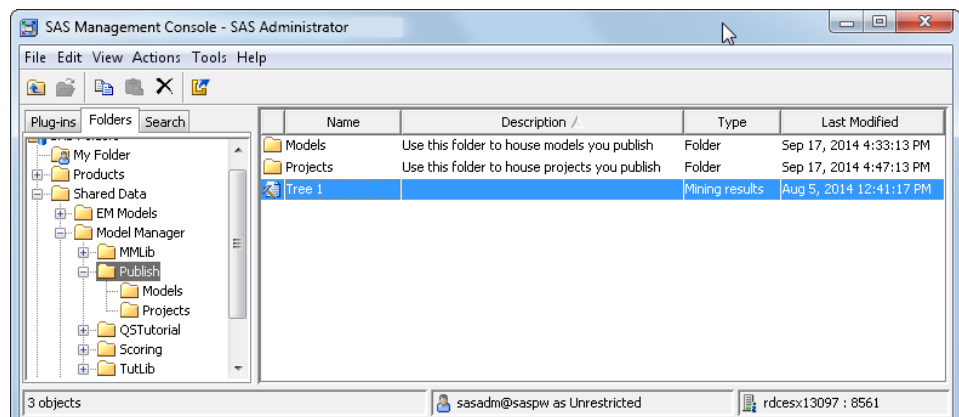 SAS Management Console - SAS Administrator
File Edit View Actions Tools Help
Plug-ins Folders Search
My Folder
Products
Shared Data
EM Models
Model Manager
MMLib
Publish
Models
Projects
QSTutorial
Scoring
TutLib
Name Description Type Last Modified
Models Use this folder to house models you publish Folder Sep 17, 2014 4:33:13 PM
Projects Use this folder to house projects you publish Folder Sep 17, 2014 4:47:13 PM
Tree 1 Mining results Aug 5, 2014 12:41:17 PM
3 objects sasadm@saspw as Unrestricted rdcesx13097 : 8561